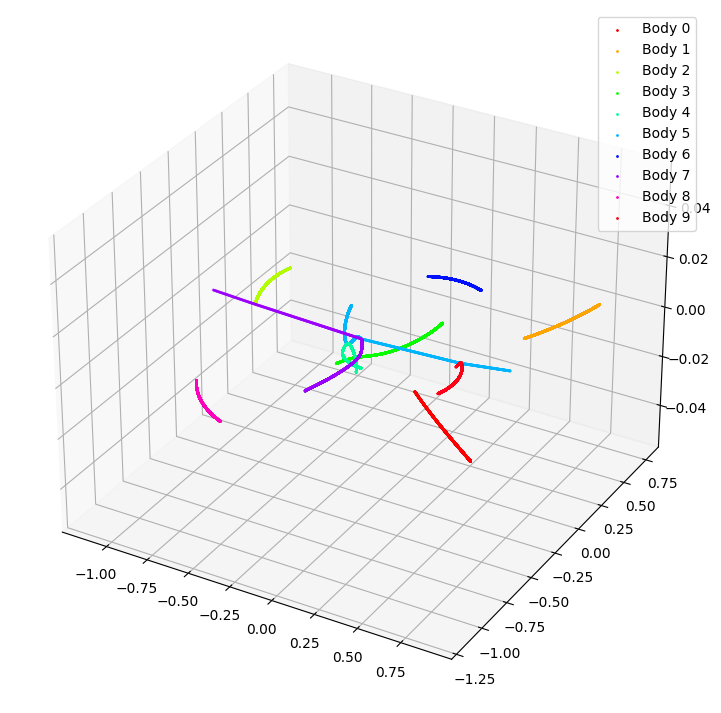 Body 0
Body 1
Body 2
Body 3
Body 4
Body 5
Body 6
Body 7
Body 8
Body 9
0.04
0.02
0.00
−0.02
−0.04
0.75
0.50
0.25
0.00
−0.25
−0.50
−0.75
−1.00
−1.25
−1.00
−0.75
−0.50
−0.25
0.00
0.25
0.50
0.75